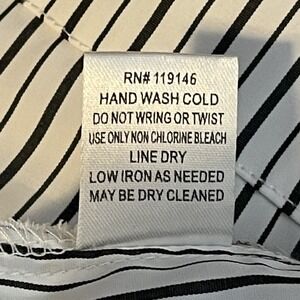 RN# 119146
HAND WASH COLD
DO NOT WRING OR TWIST
USE ONLY NON CHLORINE BLEACH
LINE DRY
LOW IRON AS NEEDED
MAY BE DRY CLEANED